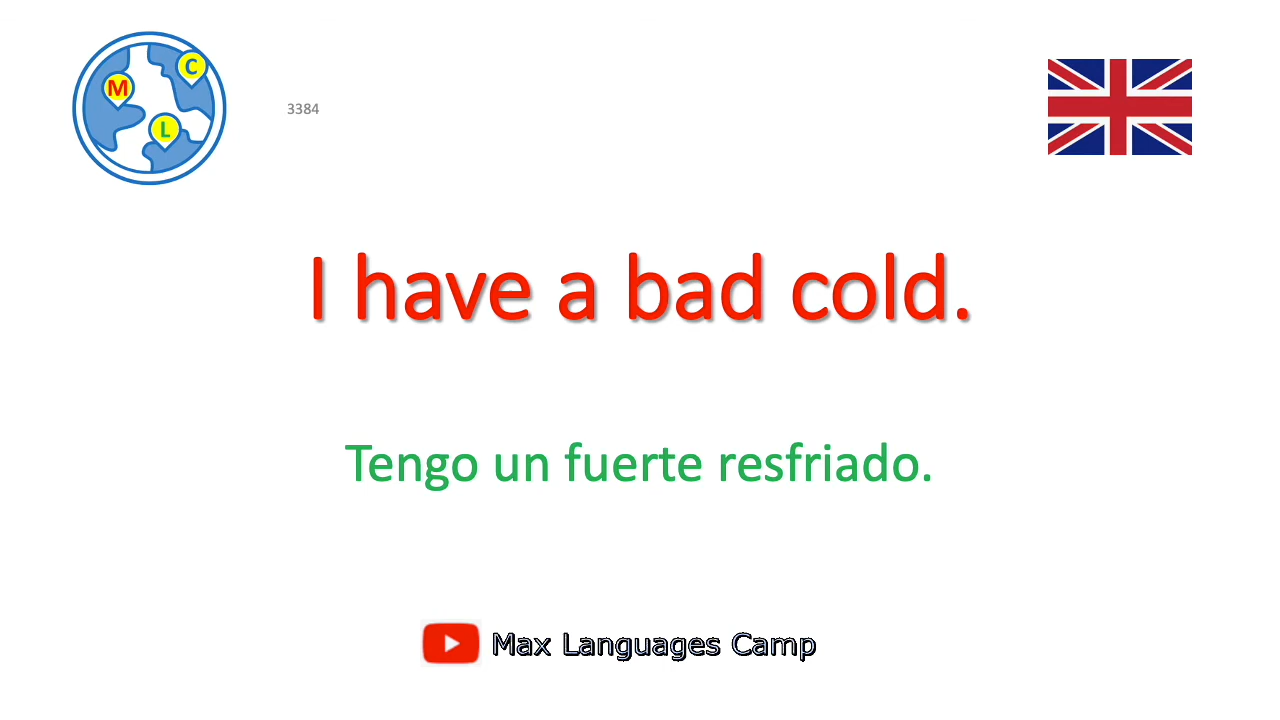 C
M
3384
L
I have a bad cold.
Tengo un fuerte resfriado.
Max Languages Camp